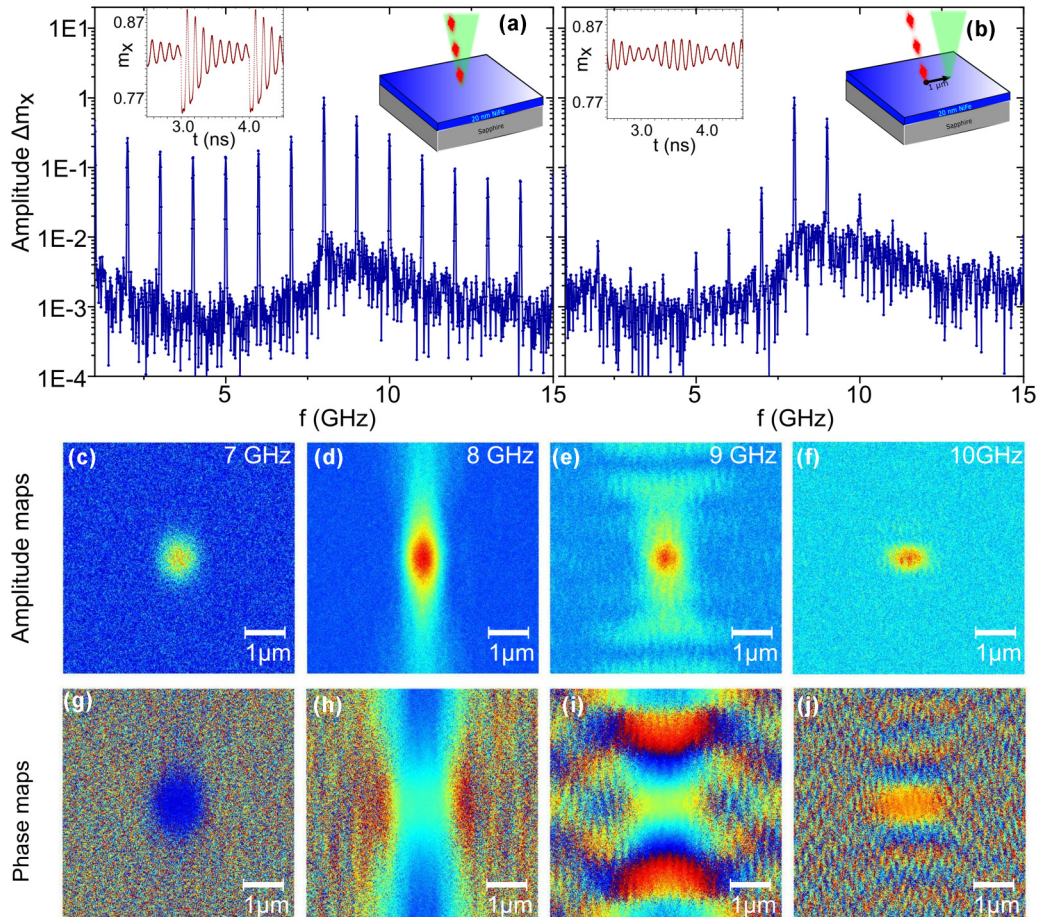 1E1
1
1E-1
1E-2
1E-3
1E-4
Amplitude Δmx
0.87
mx
0.77
3.0 4.0
t (ns)
(a)
20 nm NiFe
Sapphire
5 10 15
f (GHz)
0.87
mx
0.77
3.0 4.0
t (ns)
(b)
1 µm
20 nm NiFe
Sapphire
5 10 15
f (GHz)
Amplitude maps
(c) 7 GHz
1µm
(d) 8 GHz
1µm
(e) 9 GHz
1µm
(f) 10GHz
1µm
Phase maps
(g)
1µm
(h)
1µm
(i)
1µm
(j)
1µm